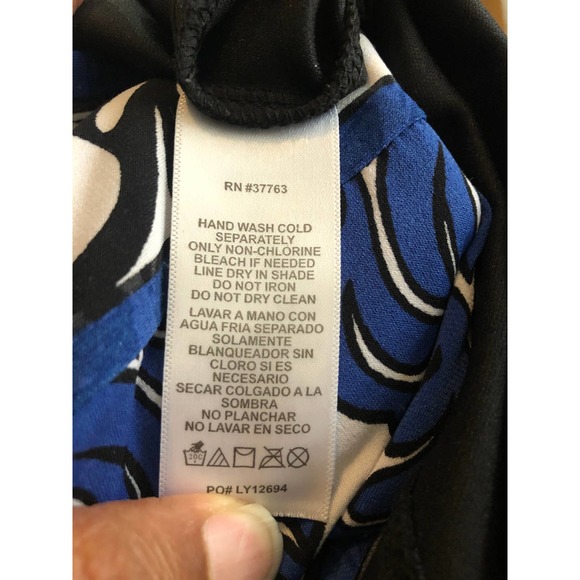 RN #37763
HAND WASH COLD
SEPARATELY
ONLY NON-CHLORINE
BLEACH IF NEEDED
LINE DRY IN SHADE
DO NOT IRON
DO NOT DRY CLEAN
LAVAR A MANO CON
AGUA FRIA SEPARADO
SOLAMENTE
BLANQUEADOR SIN
CLORO SI ES
NECESARIO
SECAR COLGADO A LA
SOMBRA
NO PLANCHAR
NO LAVAR EN SECO
30C
PO# LY12694